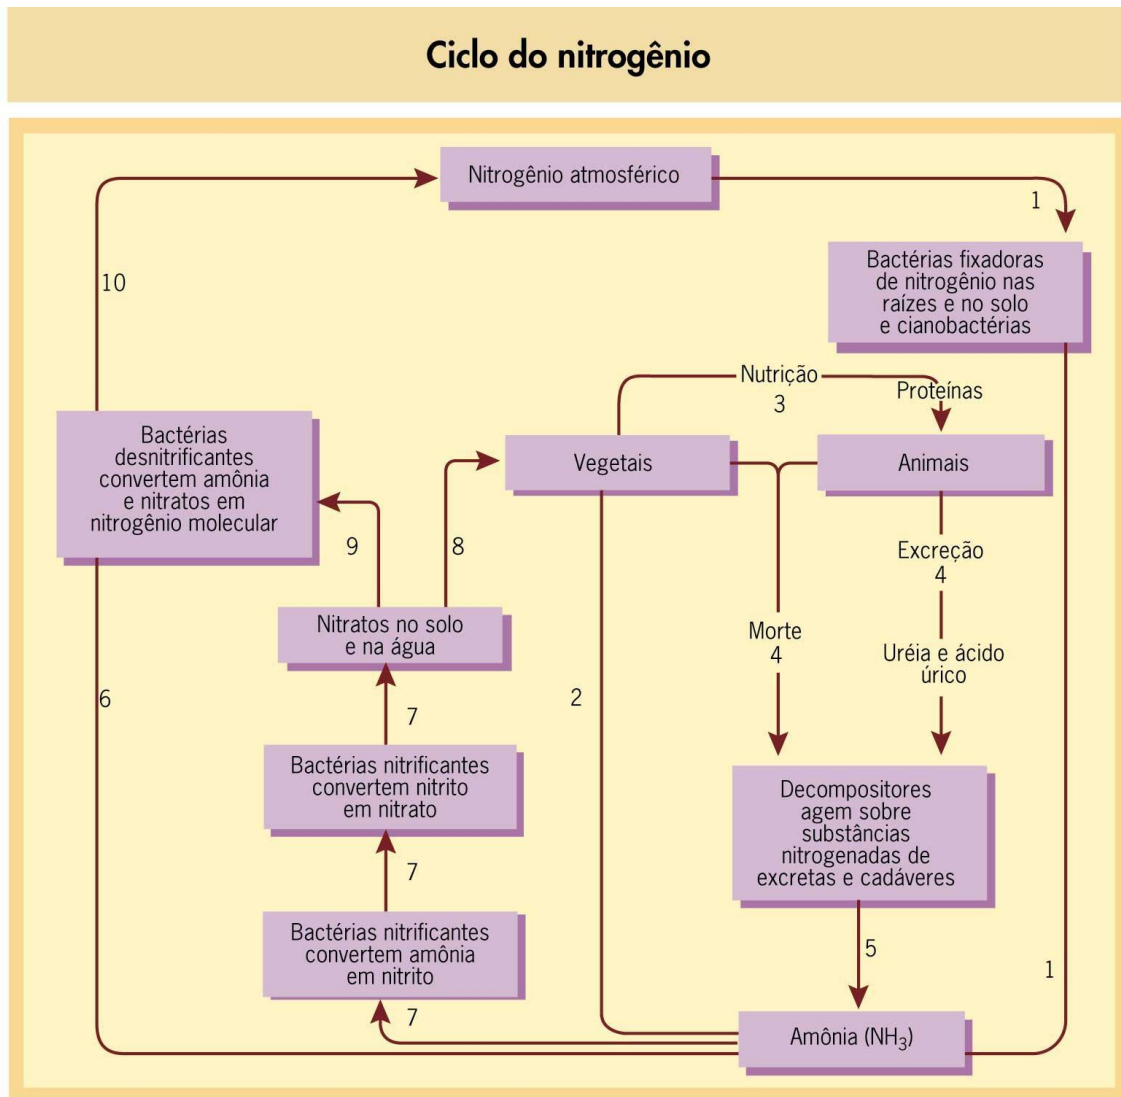 Ciclo do nitrogênio
Nitrogênio atmosférico
1
Bactérias fixadoras
de nitrogênio nas
raízes e no solo
e cianobactérias
10
Nutrição
3
Proteínas
Bactérias
desnitrificantes
convertem amônia
e nitratos em
nitrogênio molecular
Vegetais
Animais
9
8
Excreção
4
Nitratos no solo
e na água
Morte
4
Uréia e ácido
úrico
6
2
7
Bactérias nitrificantes
convertem nitrito
em nitrato
Decompositores
agem sobre
substâncias
nitrogenadas de
excretas e cadáveres
7
Bactérias nitrificantes
convertem amônia
em nitrito
5
1
7
Amônia (NH₃)